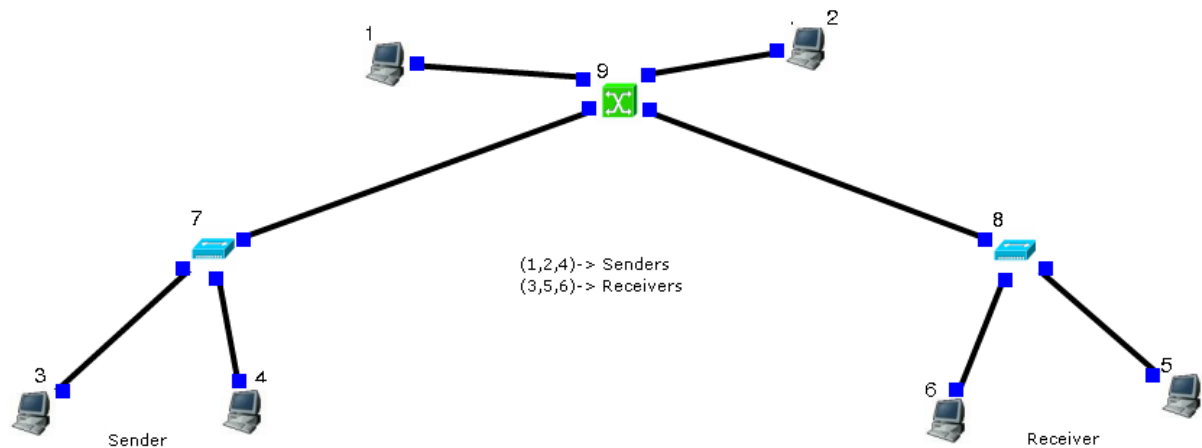 1
2
9
7
8
(1,2,4)-> Senders
(3,5,6)-> Receivers
3
4
5
6
Sender
Receiver